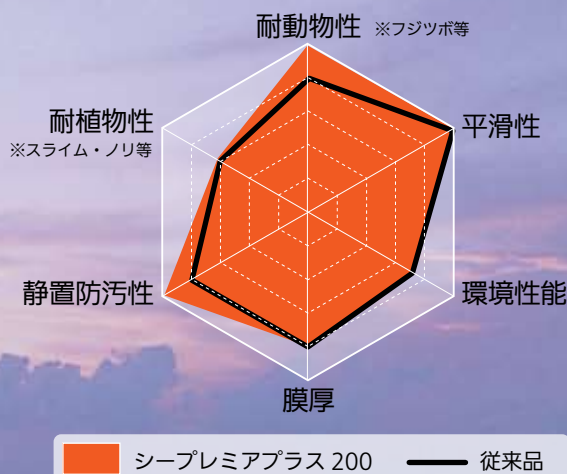 耐動物性 ※フジツボ等
平滑性
耐植物性
※スライム・ノリ等
静置防汚性
環境性能
膜厚
シープレミアプラス 200 従来品